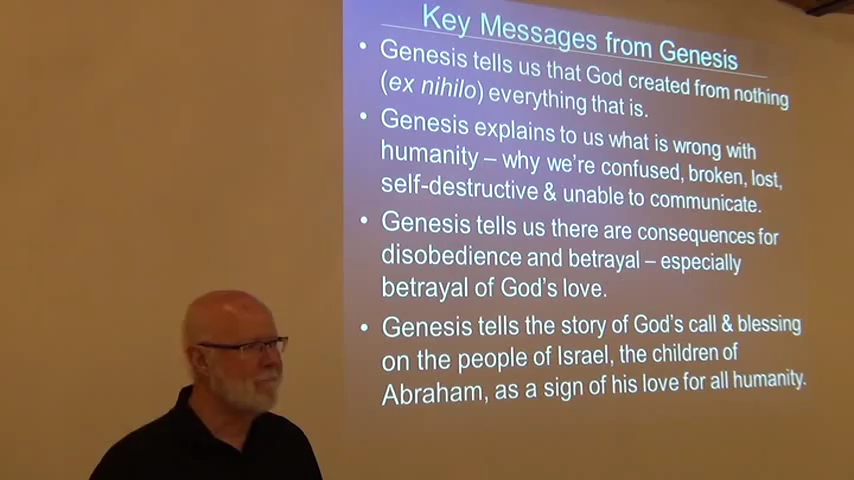 Key Messages from Genesis
• Genesis tells us that God created from nothing
(ex nihilo) everything that is.
• Genesis explains to us what is wrong with
humanity – why we're confused, broken, lost,
self-destructive & unable to communicate.
• Genesis tells us there are consequences for
disobedience and betrayal – especially
betrayal of God's love.
• Genesis tells the story of God's call & blessing
on the people of Israel, the children of
Abraham, as a sign of his love for all humanity.